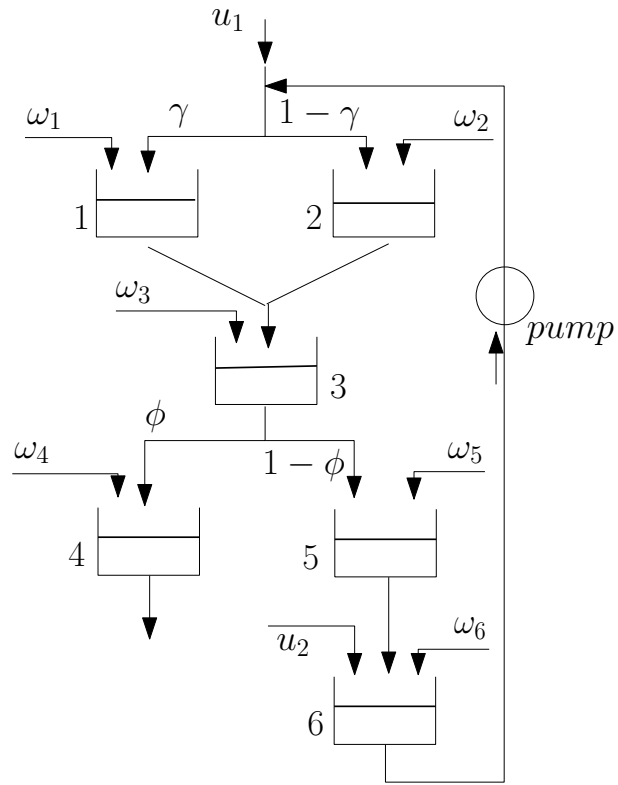 u₁
ω₁ γ 1 − γ ω₂
1 2
ω₃
pump
3
ϕ
ω₄ 1 − ϕ ω₅
4 5
u₂ ω₆
6